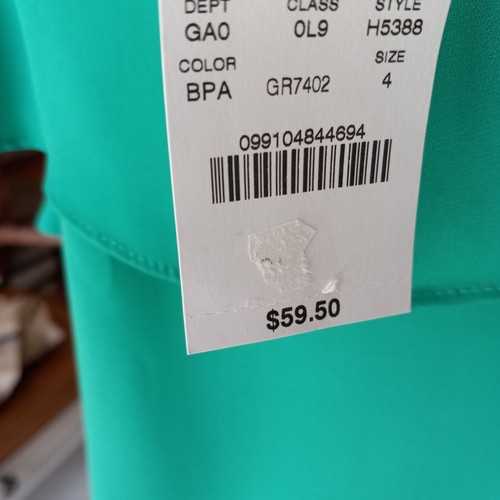 DEPT CLASS STYLE
GA0 0L9 H5388
COLOR SIZE
BPA GR7402 4
099104844694
$59.50